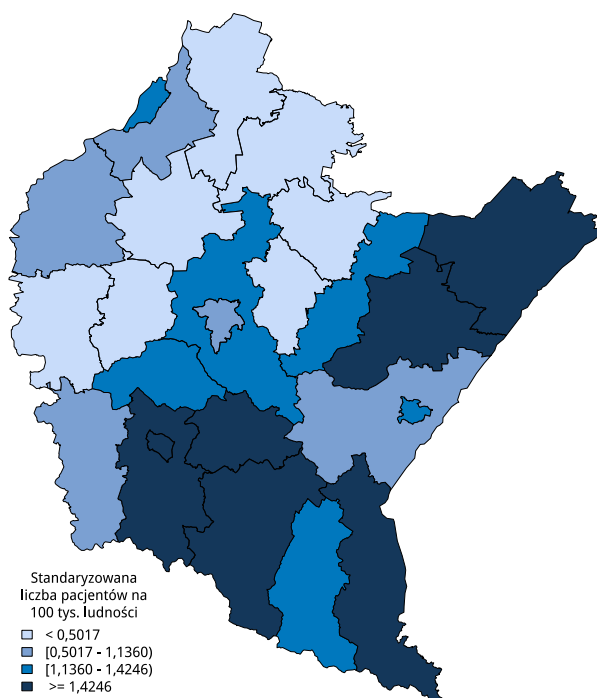 Standaryzowana
liczba pacjentów na
100 tys. ludności
< 0,5017
[0,5017 - 1,1360)
[1,1360 - 1,4246)
>= 1,4246